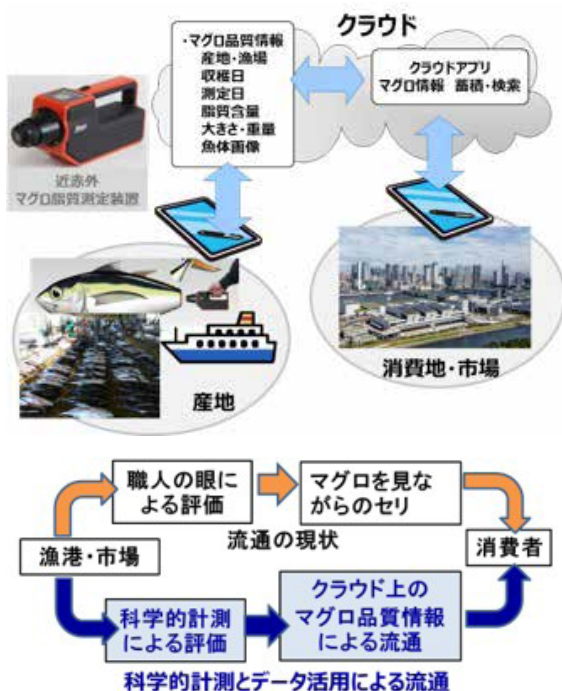 クラウド
・マグロ品質情報
産地・漁場
収穫日
測定日
脂質含量
大きさ・重量
魚体画像
クラウドアプリ
マグロ情報 蓄積・検索
近赤外
マグロ脂質測定装置
産地
消費地・市場
職人の眼に
よる評価
マグロを見な
がらのセリ
流通の現状
漁港・市場
消費者
科学的計測
による評価
クラウド上の
マグロ品質情報
による流通
科学的計測とデータ活用による流通